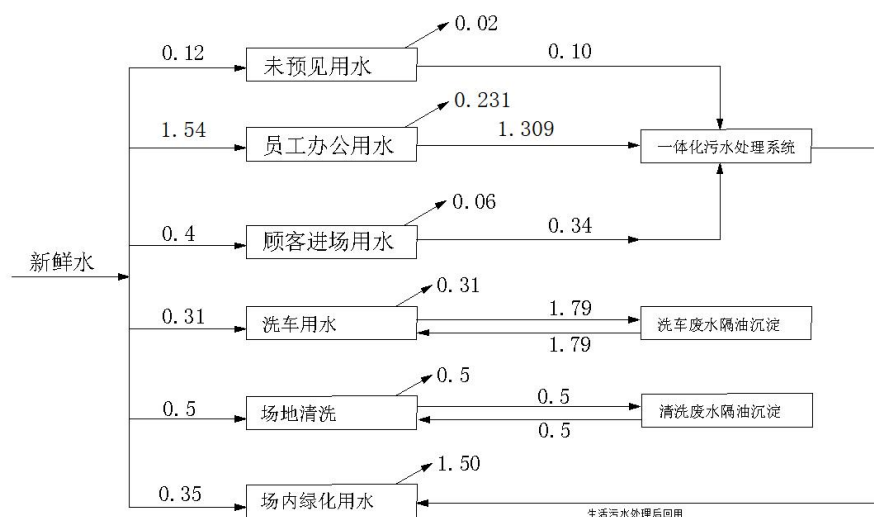 0.02
0.12
未预见用水
0.10
0.231
1.54
员工办公用水
1.309
一体化污水处理系统
0.06
0.4
顾客进场用水
0.34
新鲜水
0.31
0.31
洗车用水
1.79
1.79
洗车废水隔油沉淀
0.5
0.5
场地清洗
0.5
0.5
清洗废水隔油沉淀
1.50
0.35
场内绿化用水
生活污水处理后回用